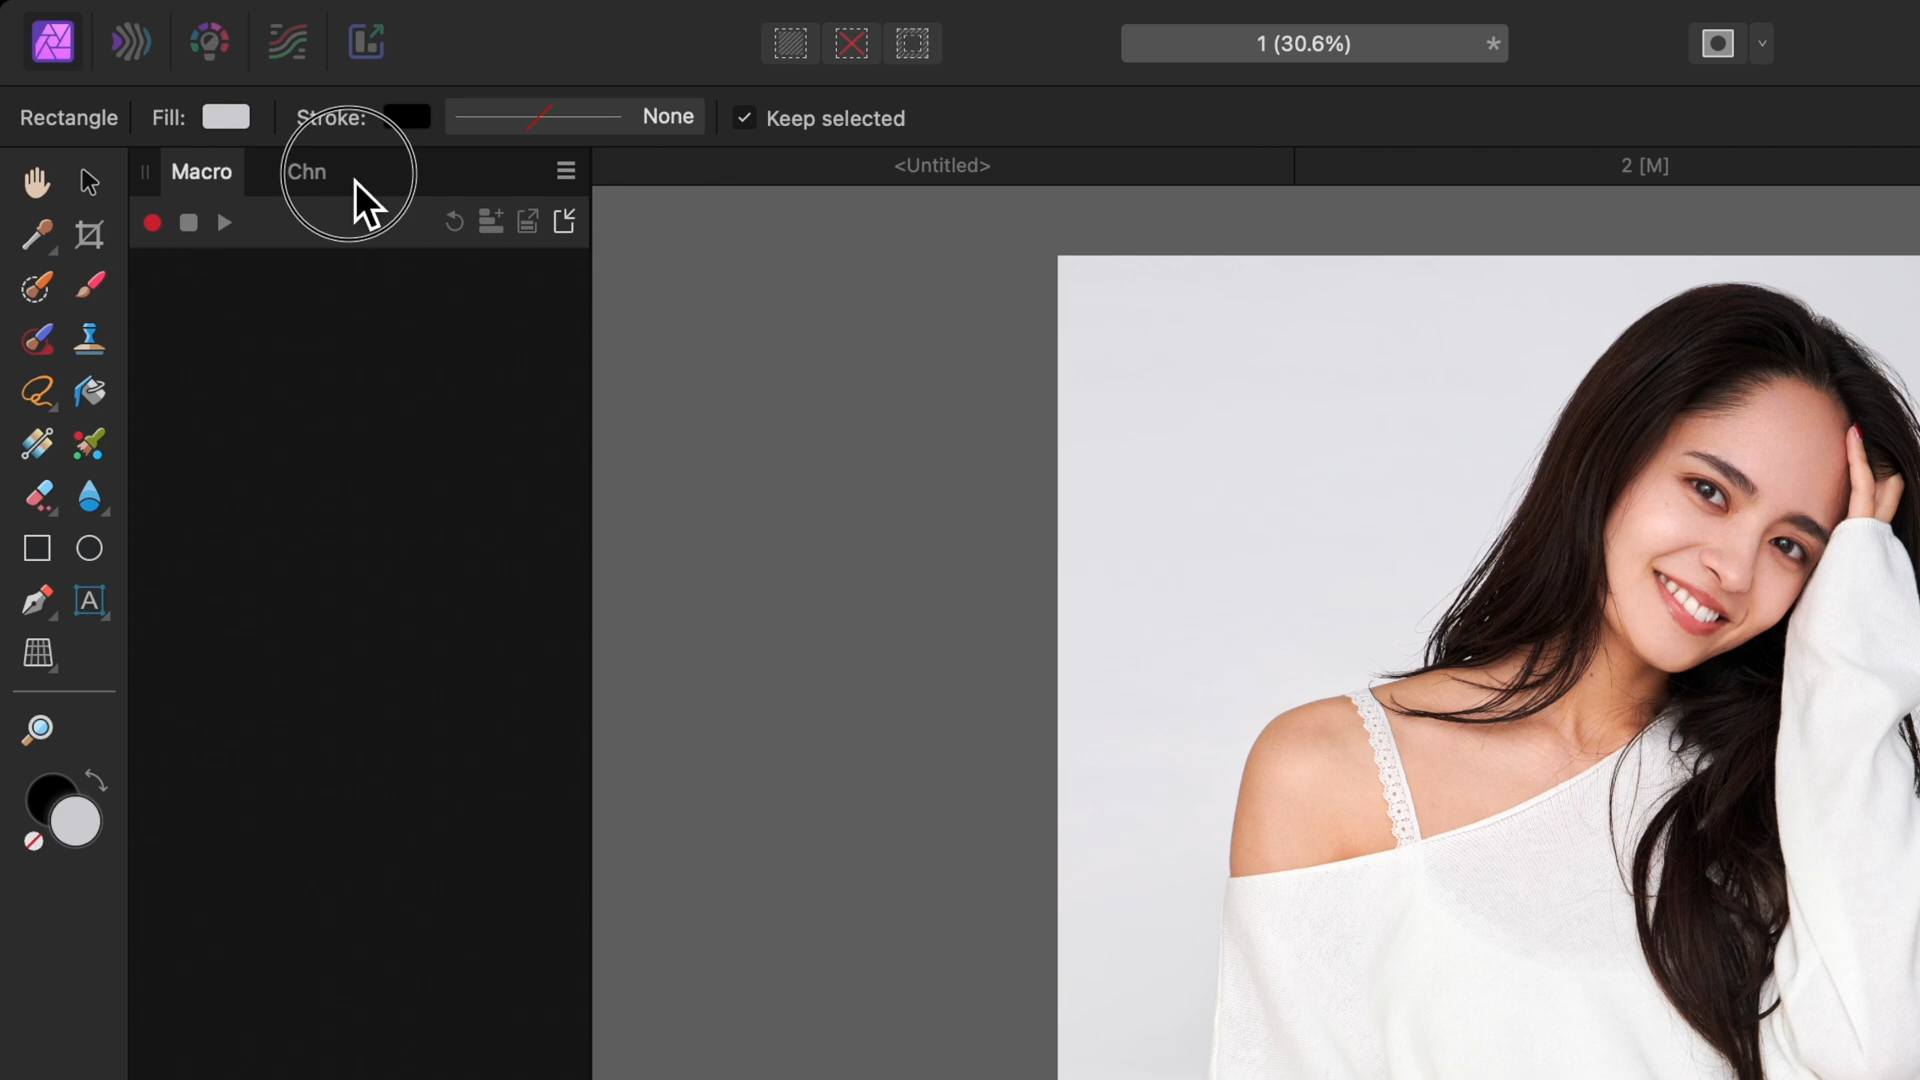 1 (30.6%) *
Rectangle Fill: Stroke: None Keep selected
Macro Chn <Untitled> 2 [M]
A